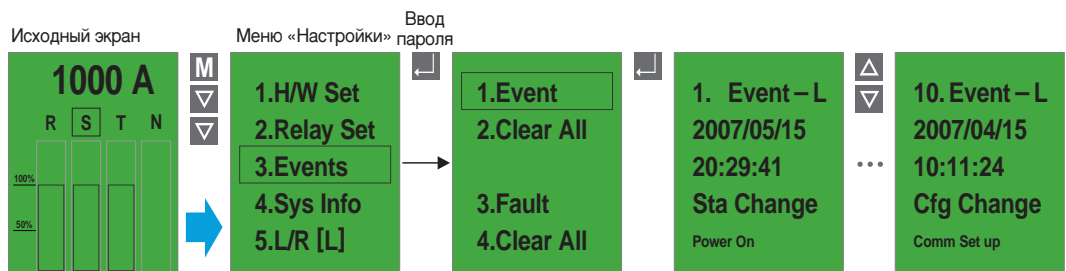 Исходный экран
1000 A
R S T N
100%
50%
M
Меню «Настройки»
1.H/W Set
2.Relay Set
3.Events
4.Sys Info
5.L/R [L]
Ввод
пароля
1.Event
2.Clear All
3.Fault
4.Clear All
1. Event – L
2007/05/15
20:29:41
Sta Change
Power On
...
10. Event – L
2007/04/15
10:11:24
Cfg Change
Comm Set up